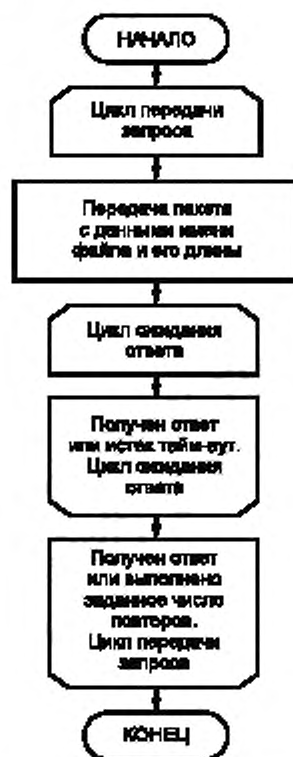 НАЧАЛО
Цикл передачи
запроса
Передача пакета
с данными имени
файла и его длины
Цикл ожидания
ответа
Получен ответ
или истек тайм-аут.
Цикл ожидания
ответа
Получен ответ
или выполнено
заданное число
повторов.
Цикл передачи
запроса
КОНЕЦ